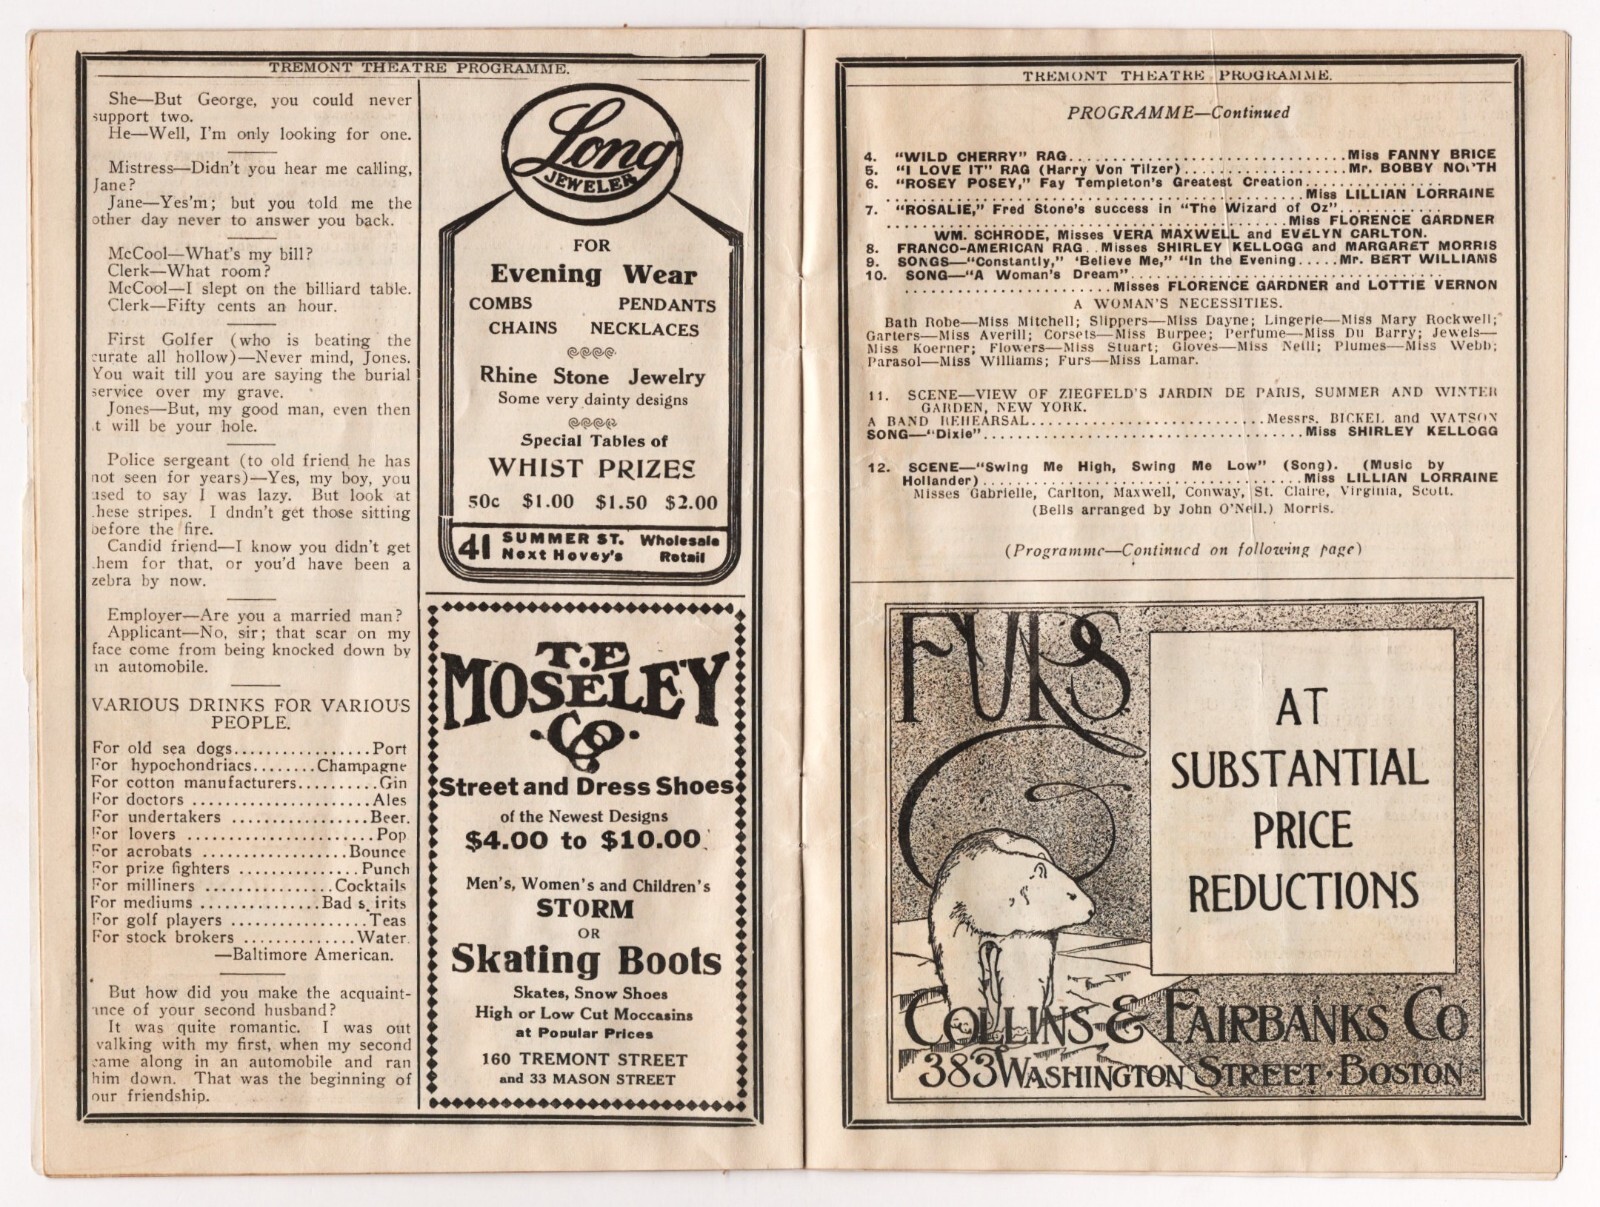 TREMONT THEATRE PROGRAMME.
She—But George, you could never
support two.
He—Well, I'm only looking for one.
Mistress—Didn't you hear me calling,
Jane?
Jane—Yes'm; but you told me the
other day never to answer you back.
McCool—What's my bill?
Clerk—What room?
McCool—I slept on the billiard table.
Clerk—Fifty cents an hour.
First Golfer (who is beating the
curate all hollow)—Never mind, Jones.
You wait till you are saying the burial
service over my grave.
Jones—But, my good man, even then
it will be your hole.
Police sergeant (to old friend he has
not seen for years)—Yes, my boy, you
used to say I was lazy. But look at
these stripes. I dndn't get those sitting
before the fire.
Candid friend—I know you didn't get
them for that, or you'd have been a
zebra by now.
Employer—Are you a married man?
Applicant—No, sir; that scar on my
face come from being knocked down by
an automobile.
VARIOUS DRINKS FOR VARIOUS
PEOPLE.
For old sea dogs................Port
For hypochondriacs........Champagne
For cotton manufacturers..........Gin
For doctors .....................Ales
For undertakers ................Beer.
For lovers ......................Pop
For acrobats .................Bounce
For prize fighters ..............Punch
For milliners ...............Cocktails
For mediums ..............Bad s irits
For golf players ................Teas
For stock brokers .............Water.
—Baltimore American.
But how did you make the acquaint-
ance of your second husband?
It was quite romantic. I was out
walking with my first, when my second
came along in an automobile and ran
him down. That was the beginning of
our friendship.
Long
JEWELER
FOR
Evening Wear
COMBS PENDANTS
CHAINS NECKLACES
Rhine Stone Jewelry
Some very dainty designs
Special Tables of
WHIST PRIZES
50c $1.00 $1.50 $2.00
41 SUMMER ST. Wholesale
Next Hovey's Retail
T.E
MOSELEY
CO.
Street and Dress Shoes
of the Newest Designs
$4.00 to $10.00.
Men's, Women's and Children's
STORM
OR
Skating Boots
Skates, Snow Shoes
High or Low Cut Moccasins
at Popular Prices
160 TREMONT STREET
and 33 MASON STREET
TREMONT THEATRE PROGRAMME.
PROGRAMME—Continued
4. "WILD CHERRY" RAG..............................Miss FANNY BRICE
5. "I LOVE IT" RAG (Harry Von Tilzer)..................Mr. BOBBY NORTH
6. "ROSEY POSEY," Fay Templeton's Greatest Creation..............
..............................................Miss LILLIAN LORRAINE
7. "ROSALIE," Fred Stone's success in "The Wizard of Oz"...........
............................................Miss FLORENCE GARDNER
WM. SCHRODE, Misses VERA MAXWELL and EVELYN CARLTON.
8. FRANCO-AMERICAN RAG..Misses SHIRLEY KELLOGG and MARGARET MORRIS
9. SONGS—"Constantly," 'Believe Me," "In the Evening.....Mr. BERT WILLIAMS
10. SONG—"A Woman's Dream"..................................
.......................Misses FLORENCE GARDNER and LOTTIE VERNON
A WOMAN'S NECESSITIES.
Bath Robe—Miss Mitchell; Slippers—Miss Dayne; Lingerie—Miss Mary Rockwell;
Garters—Miss Averill; Corsets—Miss Burpee; Perfume—Miss Du Barry; Jewels—
Miss Koerner; Flowers—Miss Stuart; Gloves—Miss Neill; Plumes—Miss Webb;
Parasol—Miss Williams; Furs—Miss Lamar.
11. SCENE—VIEW OF ZIEGFELD'S JARDIN DE PARIS, SUMMER AND WINTER
GARDEN, NEW YORK.
A BAND REHEARSAL..........................Messrs. BICKEL and WATSON
SONG—"Dixie"...................................Miss SHIRLEY KELLOGG
12. SCENE—"Swing Me High, Swing Me Low" (Song). (Music by
Hollander)...................................Miss LILLIAN LORRAINE
Misses Gabrielle, Carlton, Maxwell, Conway, St. Claire, Virginia, Scott.
(Bells arranged by John O'Neil.) Morris.
(Programme—Continued on following page)
FURS
AT
SUBSTANTIAL
PRICE
REDUCTIONS
COLLINS & FAIRBANKS CO
383 WASHINGTON STREET · BOSTON